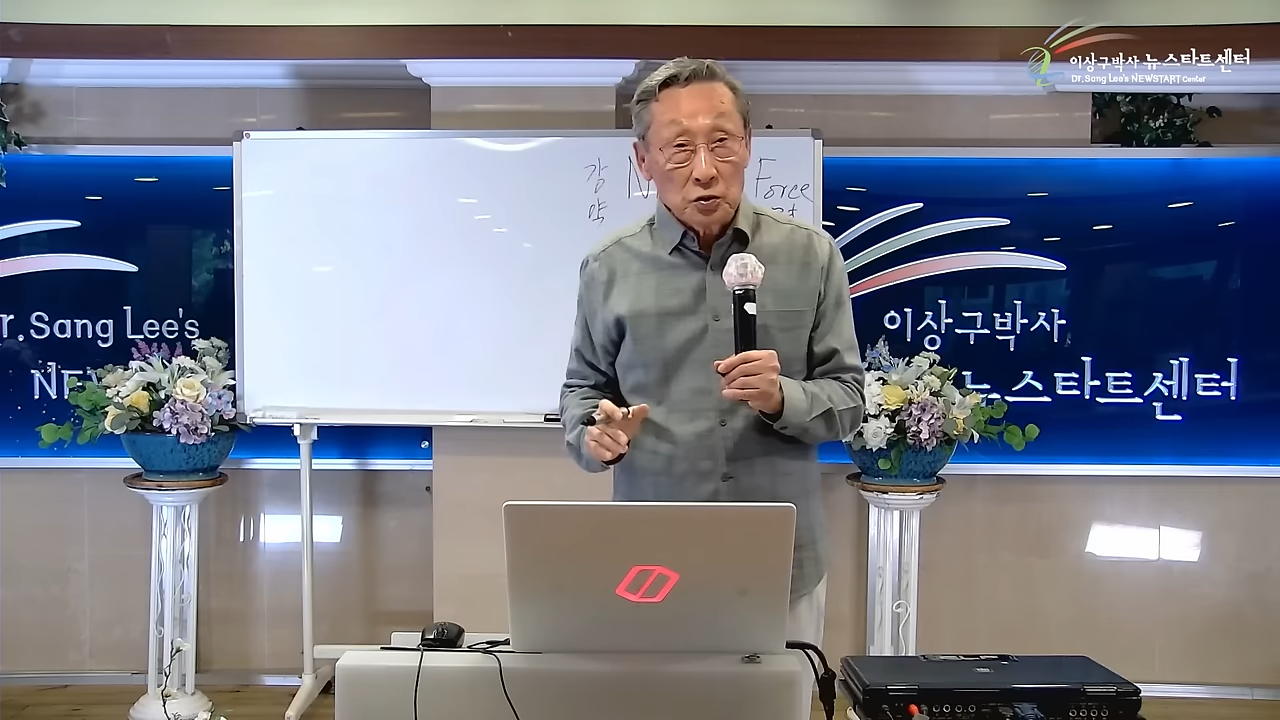 이상구박사 뉴스타트센터
Dr. Sang Lee's NEWSTART Center
강 N Force
약
r. Sang Lee's
NEW
이상구박사
뉴스타트센터